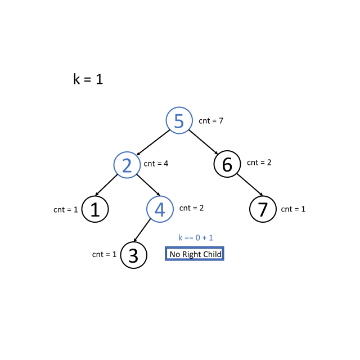 k = 1
5 cnt = 7
2 cnt = 4
6 cnt = 2
cnt = 1 1
4 cnt = 2
7 cnt = 1
k == 0 + 1
cnt = 1 3
No Right Child